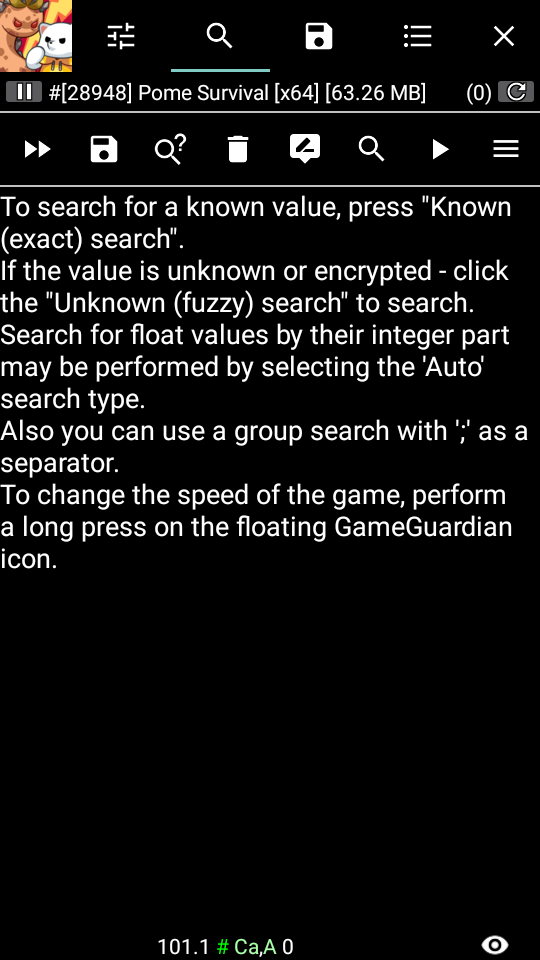 #[28948] Pome Survival [x64] [63.26 MB] (0)
To search for a known value, press "Known
(exact) search".
If the value is unknown or encrypted - click
the "Unknown (fuzzy) search" to search.
Search for float values by their integer part
may be performed by selecting the 'Auto'
search type.
Also you can use a group search with ';' as a
separator.
To change the speed of the game, perform
a long press on the floating GameGuardian
icon.
101.1 # Ca,A 0